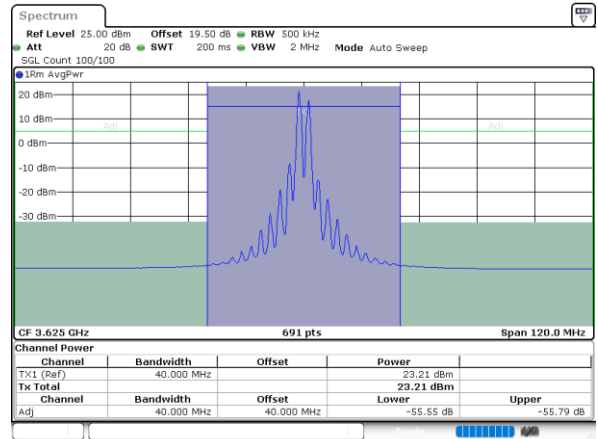 Spectrum
Ref Level 25.00 dBm Offset 19.50 dB RBW 500 kHz
Att 20 dB SWT 200 ms VBW 2 MHz Mode Auto Sweep
SGL Count 100/100
1Rm AvgPwr
20 dBm
10 dBm
Adj Adj
0 dBm
-10 dBm
-20 dBm
-30 dBm
CF 3.625 GHz 691 pts Span 120.0 MHz
Channel Power
Channel Bandwidth Offset Power
TX1 (Ref) 40.000 MHz 23.21 dBm
Tx Total 23.21 dBm
Channel Bandwidth Offset Lower Upper
Adj 40.000 MHz 40.000 MHz -55.55 dB -55.79 dB